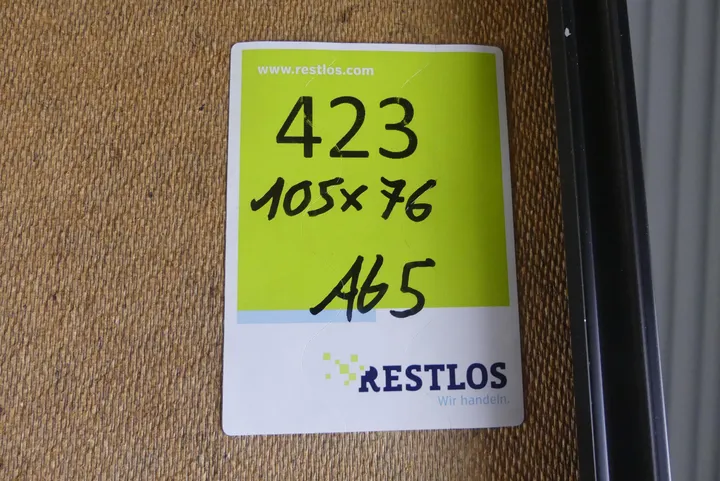 www.restlos.com
423
105x76
A65
RESTLOS
Wir handeln.